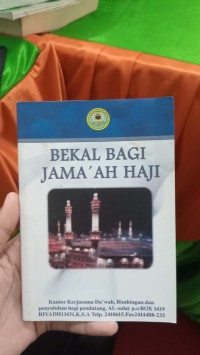 BEKAL BAGI
JAMA´AH HAJI
Kantor Kerjasama Da'wah, Bimbingan dan
penyuluhan bagi pendatang, AL-sulay p.o BOX 1419
RIYADH11431,K.S.A Telp. 2410615,Fax2414488-232